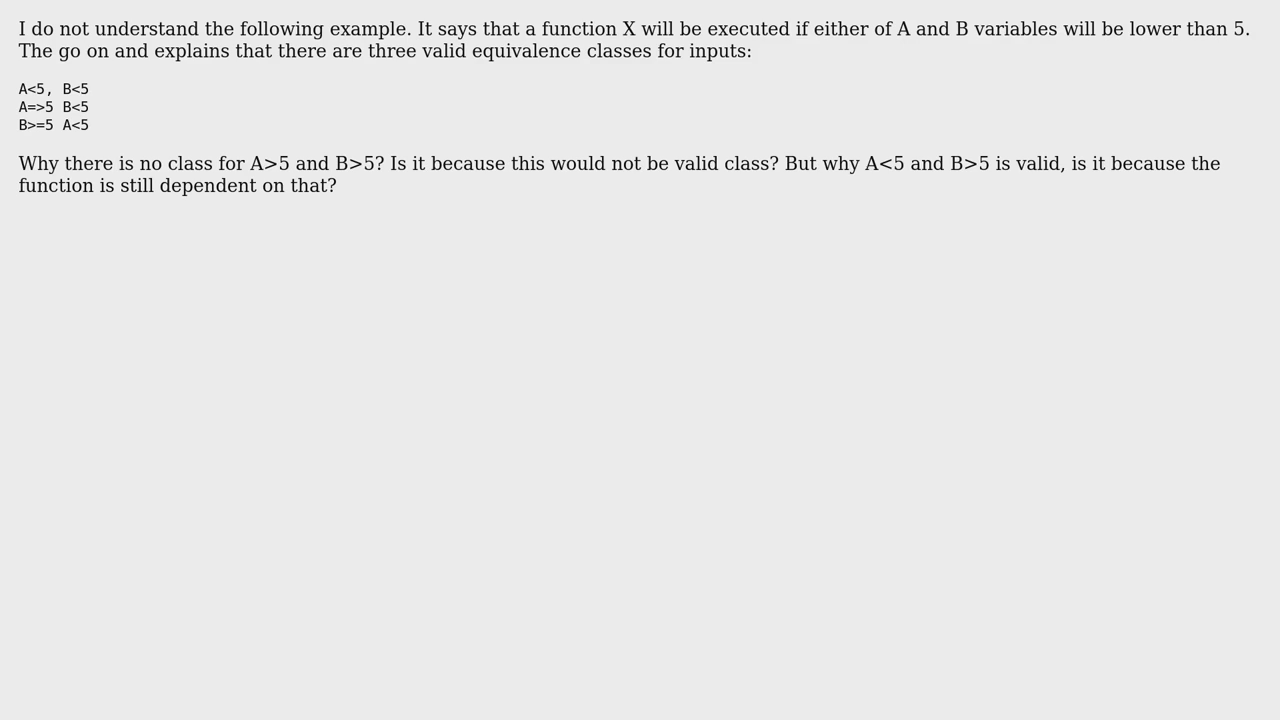 I do not understand the following example. It says that a function X will be executed if either of A and B variables will be lower than 5.
The go on and explains that there are three valid equivalence classes for inputs:
A<5, B<5
A=>5 B<5
B>=5 A<5
Why there is no class for A>5 and B>5? Is it because this would not be valid class? But why A<5 and B>5 is valid, is it because the
function is still dependent on that?